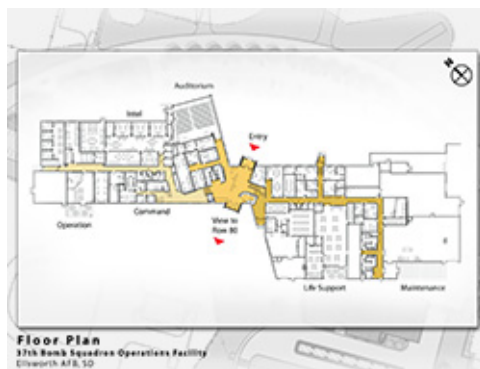 N
Auditorium
Intel
Entry
Operation
Command
View to
Row 80
Life Support
Maintenance
Floor Plan
37th Bomb Squadron Operations Facility
Ellsworth AFB, SD